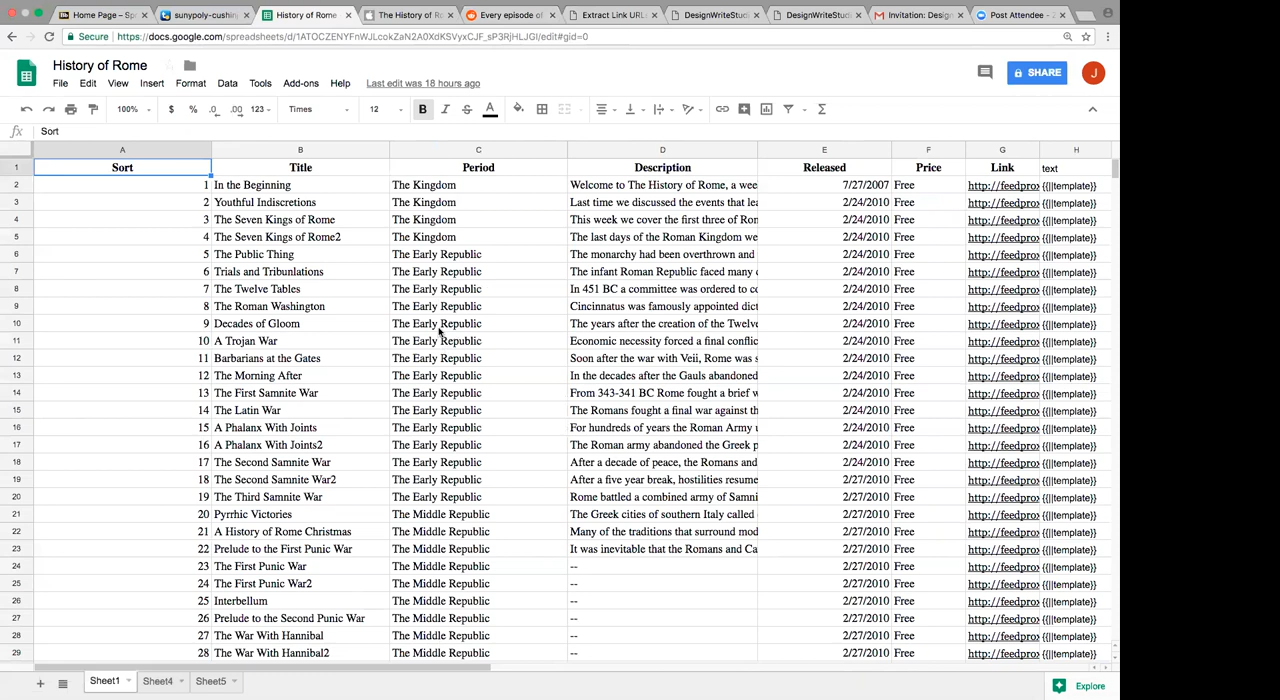 Home Page – Spr
sunypoly-cushin
History of Rome
The History of R
Every episode of
Extract Link URL
DesignWriteStudi
DesignWriteStudi
Invitation: Design
Post Attendee – Z
Secure | https://docs.google.com/spreadsheets/d/1ATOCZENYFnWJLcokZaN2A0XdKSVyxCJF_sP3RjHLJGI/edit#gid=0
History of Rome
SHARE
J
File Edit View Insert Format Data Tools Add-ons Help Last edit was 18 hours ago
100% $ % .0 .00 123 Times 12 B I S A Σ
fx Sort
A B C D E F G H
1 Sort Title Period Description Released Price Link text
2 1 In the Beginning The Kingdom Welcome to The History of Rome, a wee 7/27/2007 Free http://feedpro {{||template}}
3 2 Youthful Indiscretions The Kingdom Last time we discussed the events that lea 2/24/2010 Free http://feedpro {{||template}}
4 3 The Seven Kings of Rome The Kingdom This week we cover the first three of Ron 2/24/2010 Free http://feedpro {{||template}}
5 4 The Seven Kings of Rome2 The Kingdom The last days of the Roman Kingdom we 2/24/2010 Free http://feedpro {{||template}}
6 5 The Public Thing The Early Republic The monarchy had been overthrown and 2/24/2010 Free http://feedpro {{||template}}
7 6 Trials and Tribunlations The Early Republic The infant Roman Republic faced many c 2/24/2010 Free http://feedpro {{||template}}
8 7 The Twelve Tables The Early Republic In 451 BC a committee was ordered to co 2/24/2010 Free http://feedpro {{||template}}
9 8 The Roman Washington The Early Republic Cincinnatus was famously appointed dict 2/24/2010 Free http://feedpro {{||template}}
10 9 Decades of Gloom The Early Republic The years after the creation of the Twelve 2/24/2010 Free http://feedpro {{||template}}
11 10 A Trojan War The Early Republic Economic necessity forced a final conflic 2/24/2010 Free http://feedpro {{||template}}
12 11 Barbarians at the Gates The Early Republic Soon after the war with Veii, Rome was s 2/24/2010 Free http://feedpro {{||template}}
13 12 The Morning After The Early Republic In the decades after the Gauls abandoned 2/24/2010 Free http://feedpro {{||template}}
14 13 The First Samnite War The Early Republic From 343-341 BC Rome fought a brief w 2/24/2010 Free http://feedpro {{||template}}
15 14 The Latin War The Early Republic The Romans fought a final war against th 2/24/2010 Free http://feedpro {{||template}}
16 15 A Phalanx With Joints The Early Republic For hundreds of years the Roman Army u 2/24/2010 Free http://feedpro {{||template}}
17 16 A Phalanx With Joints2 The Early Republic The Roman army abandoned the Greek p 2/24/2010 Free http://feedpro {{||template}}
18 17 The Second Samnite War The Early Republic After a decade of peace, the Romans and 2/24/2010 Free http://feedpro {{||template}}
19 18 The Second Samnite War2 The Early Republic After a five year break, hostilities resume 2/27/2010 Free http://feedpro {{||template}}
20 19 The Third Samnite War The Early Republic Rome battled a combined army of Samni 2/27/2010 Free http://feedpro {{||template}}
21 20 Pyrrhic Victories The Middle Republic The Greek cities of southern Italy called 2/27/2010 Free http://feedpro {{||template}}
22 21 A History of Rome Christmas The Middle Republic Many of the traditions that surround mod 2/27/2010 Free http://feedpro {{||template}}
23 22 Prelude to the First Punic War The Middle Republic It was inevitable that the Romans and Ca 2/27/2010 Free http://feedpro {{||template}}
24 23 The First Punic War The Middle Republic -- 2/27/2010 Free http://feedpro {{||template}}
25 24 The First Punic War2 The Middle Republic -- 2/27/2010 Free http://feedpro {{||template}}
26 25 Interbellum The Middle Republic -- 2/27/2010 Free http://feedpro {{||template}}
27 26 Prelude to the Second Punic War The Middle Republic -- 2/27/2010 Free http://feedpro {{||template}}
28 27 The War With Hannibal The Middle Republic -- 2/27/2010 Free http://feedpro {{||template}}
29 28 The War With Hannibal2 The Middle Republic -- 2/27/2010 Free http://feedpro {{||template}}
+ Sheet1 Sheet4 Sheet5 Explore